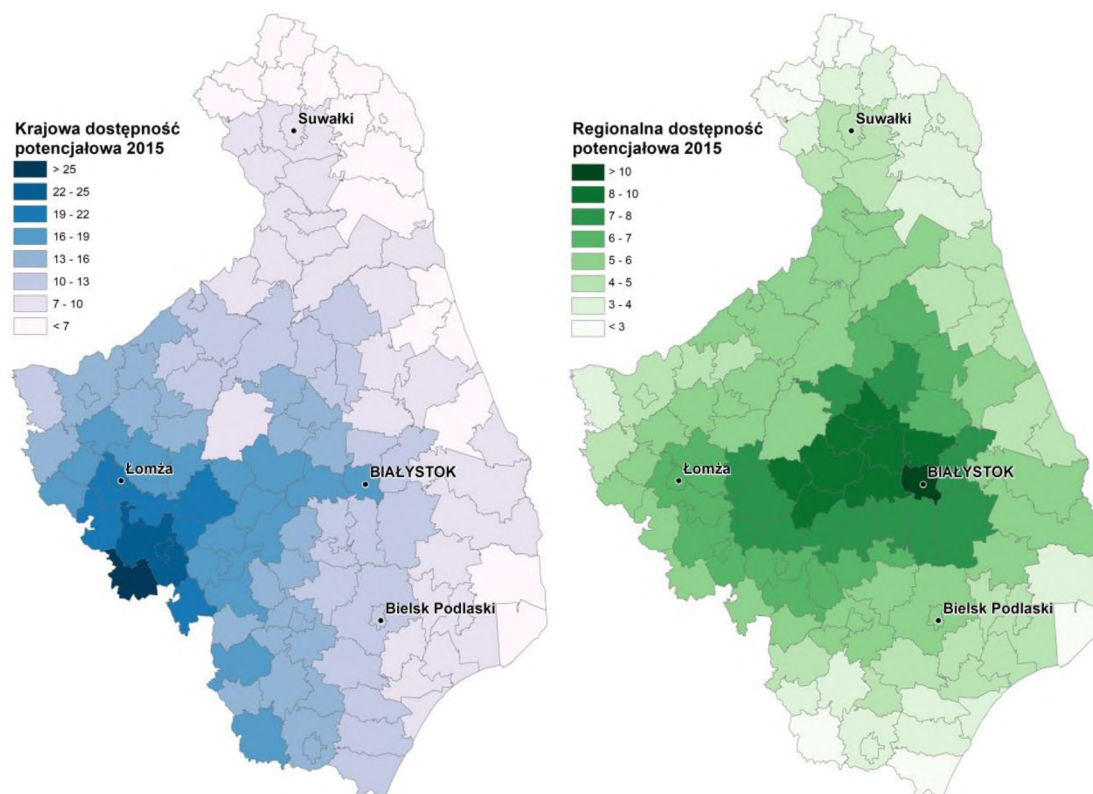 Krajowa dostępność
potencjałowa 2015
> 25
22 - 25
19 - 22
16 - 19
13 - 16
10 - 13
7 - 10
< 7
Suwałki
Łomża
BIAŁYSTOK
Bielsk Podlaski
Regionalna dostępność
potencjałowa 2015
> 10
8 - 10
7 - 8
6 - 7
5 - 6
4 - 5
3 - 4
< 3
Suwałki
Łomża
BIAŁYSTOK
Bielsk Podlaski